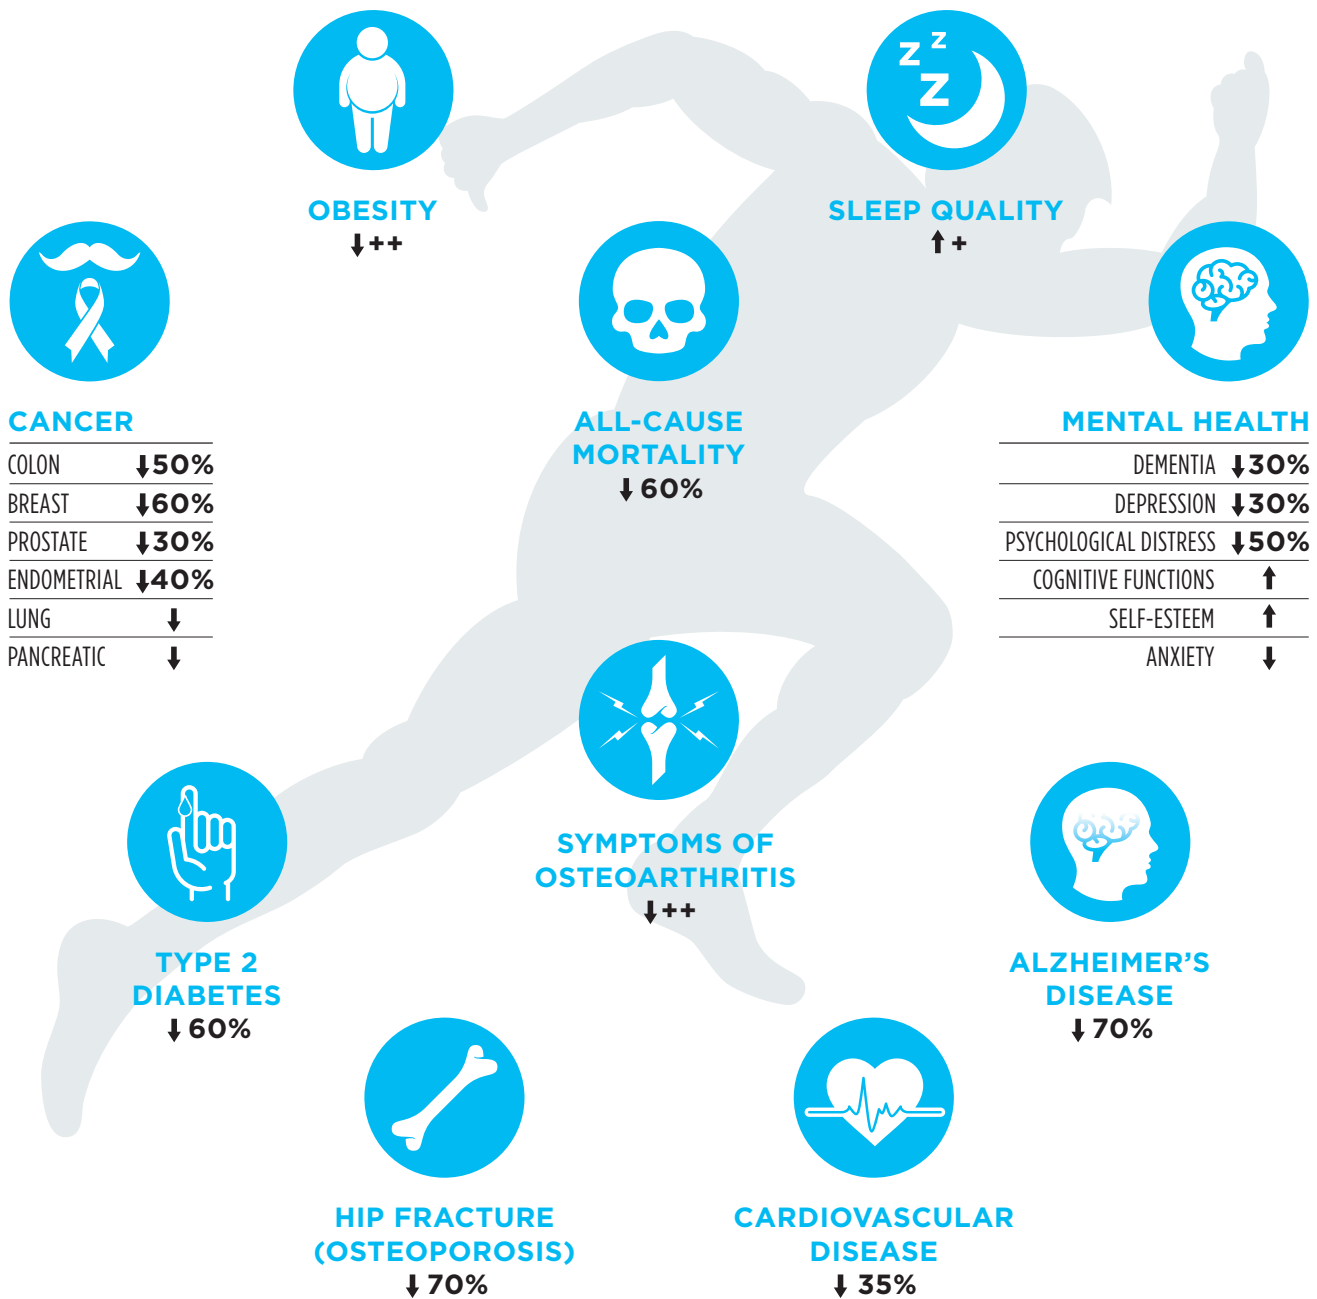 Z Z
Z
OBESITY
↓++
SLEEP QUALITY
↑+
CANCER
COLON ↓50%
BREAST ↓60%
PROSTATE ↓30%
ENDOMETRIAL ↓40%
LUNG ↓
PANCREATIC ↓
ALL-CAUSE
MORTALITY
↓ 60%
MENTAL HEALTH
DEMENTIA ↓30%
DEPRESSION ↓30%
PSYCHOLOGICAL DISTRESS ↓50%
COGNITIVE FUNCTIONS ↑
SELF-ESTEEM ↑
ANXIETY ↓
SYMPTOMS OF
OSTEOARTHRITIS
↓++
TYPE 2
DIABETES
↓ 60%
ALZHEIMER’S
DISEASE
↓ 70%
HIP FRACTURE
(OSTEOPOROSIS)
↓ 70%
CARDIOVASCULAR
DISEASE
↓ 35%